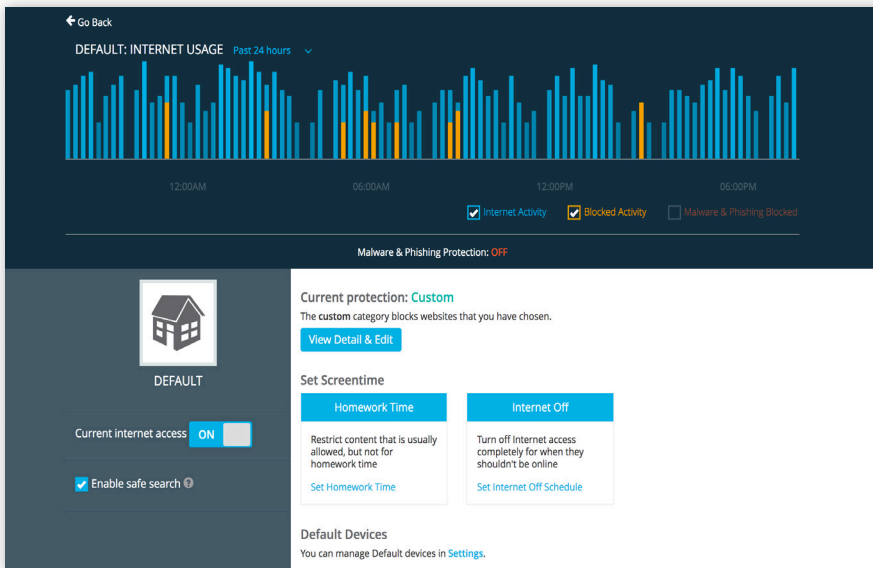 Go Back
DEFAULT: INTERNET USAGE Past 24 hours
12:00AM 06:00AM 12:00PM 06:00PM
Internet Activity Blocked Activity Malware & Phishing Blocked
Malware & Phishing Protection: OFF
DEFAULT
Current internet access ON
Enable safe search ?
Current protection: Custom
The custom category blocks websites that you have chosen.
View Detail & Edit
Set Screentime
Homework Time
Restrict content that is usually
allowed, but not for
homework time
Set Homework Time
Internet Off
Turn off Internet access
completely for when they
shouldn't be online
Set Internet Off Schedule
Default Devices
You can manage Default devices in Settings.